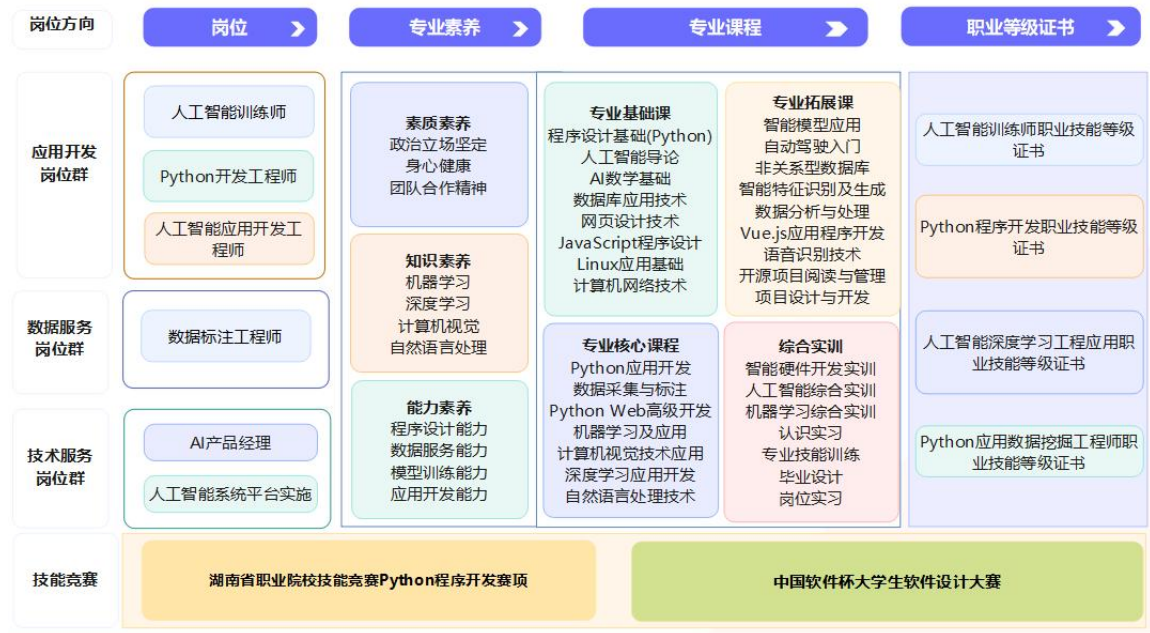 岗位方向
岗位
专业素养
专业课程
职业等级证书
应用开发
岗位群
人工智能训练师
Python开发工程师
人工智能应用开发工
程师
数据服务
岗位群
数据标注工程师
技术服务
岗位群
AI产品经理
人工智能系统平台实施
素质素养
政治立场坚定
身心健康
团队合作精神
知识素养
机器学习
深度学习
计算机视觉
自然语言处理
能力素养
程序设计能力
数据服务能力
模型训练能力
应用开发能力
专业基础课
程序设计基础(Python)
人工智能导论
AI数学基础
数据库应用技术
网页设计技术
JavaScript程序设计
Linux应用基础
计算机网络技术
专业核心课程
Python应用开发
数据采集与标注
Python Web高级开发
机器学习及应用
计算机视觉技术应用
深度学习应用开发
自然语言处理技术
专业拓展课
智能模型应用
自动驾驶入门
非关系型数据库
智能特征识别及生成
数据分析与处理
Vue.js应用程序开发
语音识别技术
开源项目阅读与管理
项目设计与开发
综合实训
智能硬件开发实训
人工智能综合实训
机器学习综合实训
认识实习
专业技能训练
毕业设计
岗位实习
人工智能训练师职业技能等级
证书
Python程序开发职业技能等级
证书
人工智能深度学习工程应用职
业技能等级证书
Python应用数据挖掘工程师职
业技能等级证书
技能竞赛
湖南省职业院校技能竞赛Python程序开发赛项
中国软件杯大学生软件设计大赛